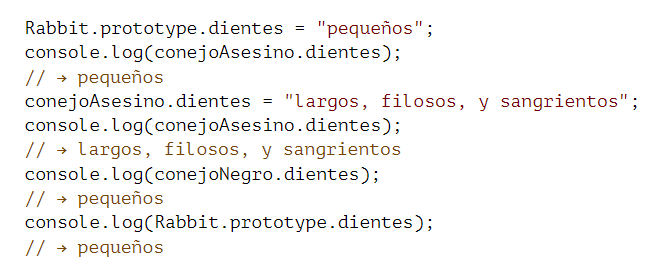 Rabbit.prototype.dientes = "pequeños";
console.log(conejoAsesino.dientes);
// → pequeños
conejoAsesino.dientes = "largos, filosos, y sangrientos";
console.log(conejoAsesino.dientes);
// → largos, filosos, y sangrientos
console.log(conejoNegro.dientes);
// → pequeños
console.log(Rabbit.prototype.dientes);
// → pequeños